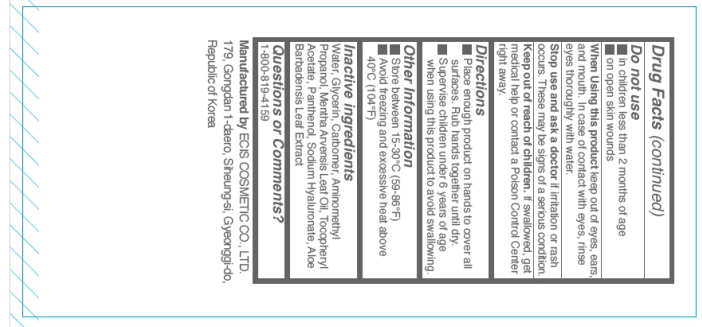 Drug Facts (continued)
Do not use
■ in children less than 2 months of age
■ on open skin wounds
When Using this product keep out of eyes, ears,
and mouth. In case of contact with eyes, rinse
eyes thoroughly with water.
Stop use and ask a doctor if irritation or rash
occurs. These may be signs of a serious condition.
Keep out of reach of children. If swallowed, get
medical help or contact a Poison Control Center
right away.
Directions
■ Place enough product on hands to cover all
surfaces. Rub hands together until dry.
■ Supervise children under 6 years of age
when using this product to avoid swallowing.
Other Information
■ Store between 15-30°C (59-86°F)
■ Avoid freezing and excessive heat above
40°C (104°F)
Inactive ingredients
Water, Glycerin, Carbomer, Aminomethyl
Propanol, Mentha Arvensis Leaf Oil, Tocopheryl
Acetate, Panthenol, Sodium Hyaluronate, Aloe
Barbadensis Leaf Extract
Questions or Comments?
1-800-819-4159
Manufactured by ECIS COSMETIC CO., LTD.
179, Gongdan 1-daero, Siheung-si, Gyeonggi-do,
Republic of Korea